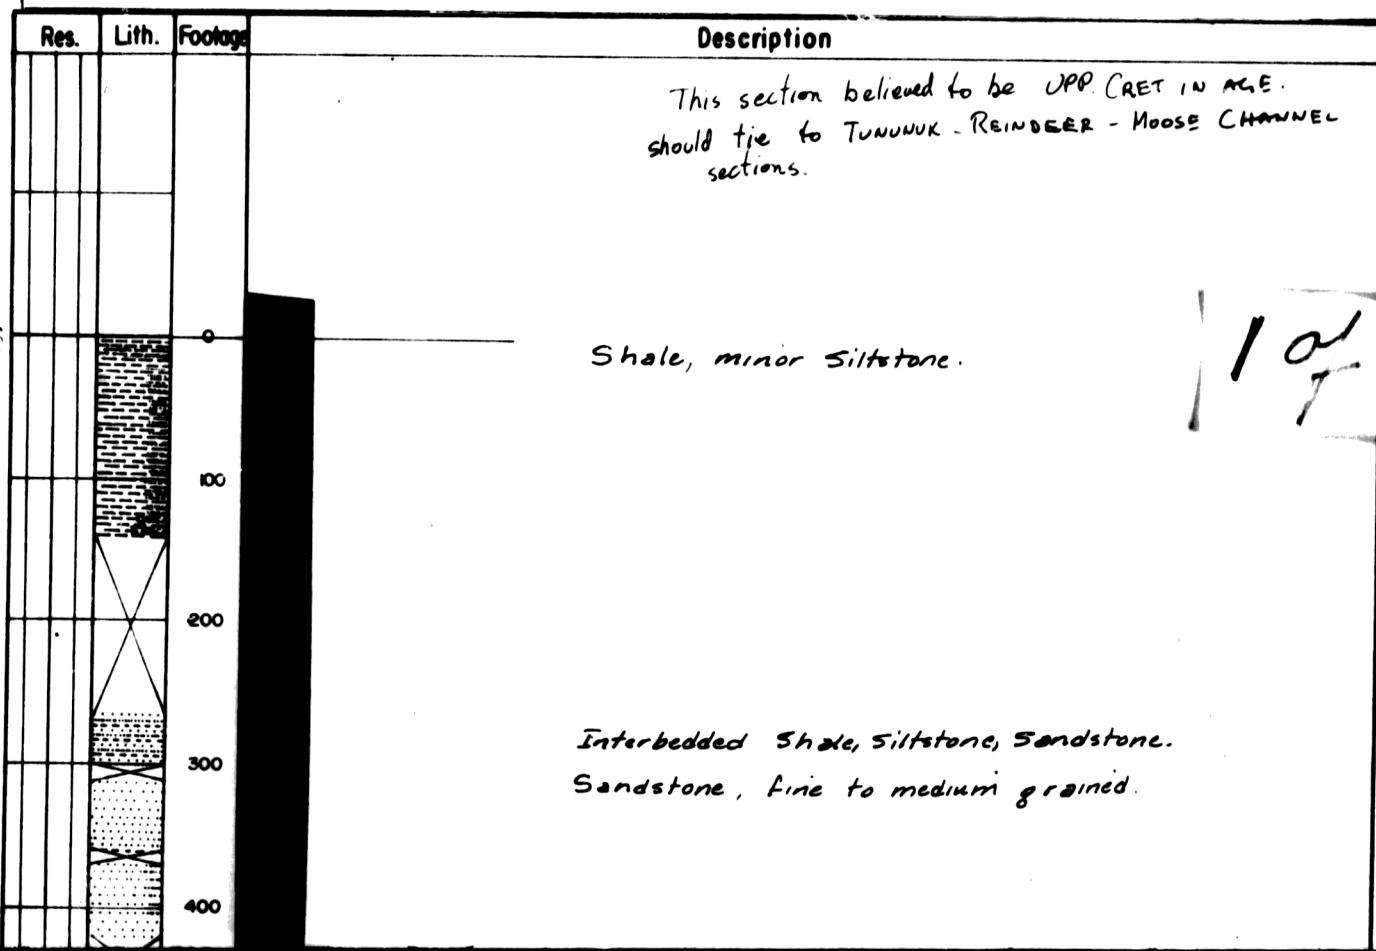 Res. Lith. Footage Description
This section believed to be UPP. CRET IN AGE.
should tie to TUNUNUK - REINDEER - MOOSE CHANNEL
sections.
0
Shale, minor siltstone.
1 of
100
200
Interbedded Shale, Siltstone, Sandstone.
300
Sandstone, fine to medium grained.
400